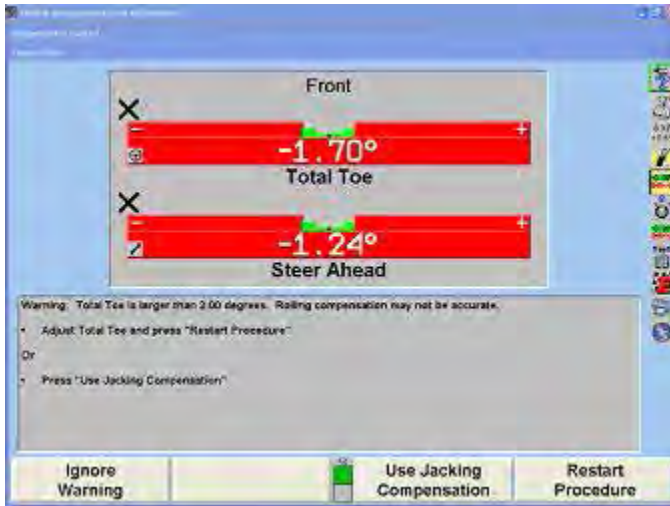 Front
-1.70°
Total Toe
-1.24°
Steer Ahead
Warning: Total Toe is larger than 2.00 degrees. Rolling compensation may not be accurate.
• Adjust Total Toe and press "Restart Procedure"
Or
• Press "Use Jacking Compensation"
Ignore Warning
Use Jacking Compensation
Restart Procedure